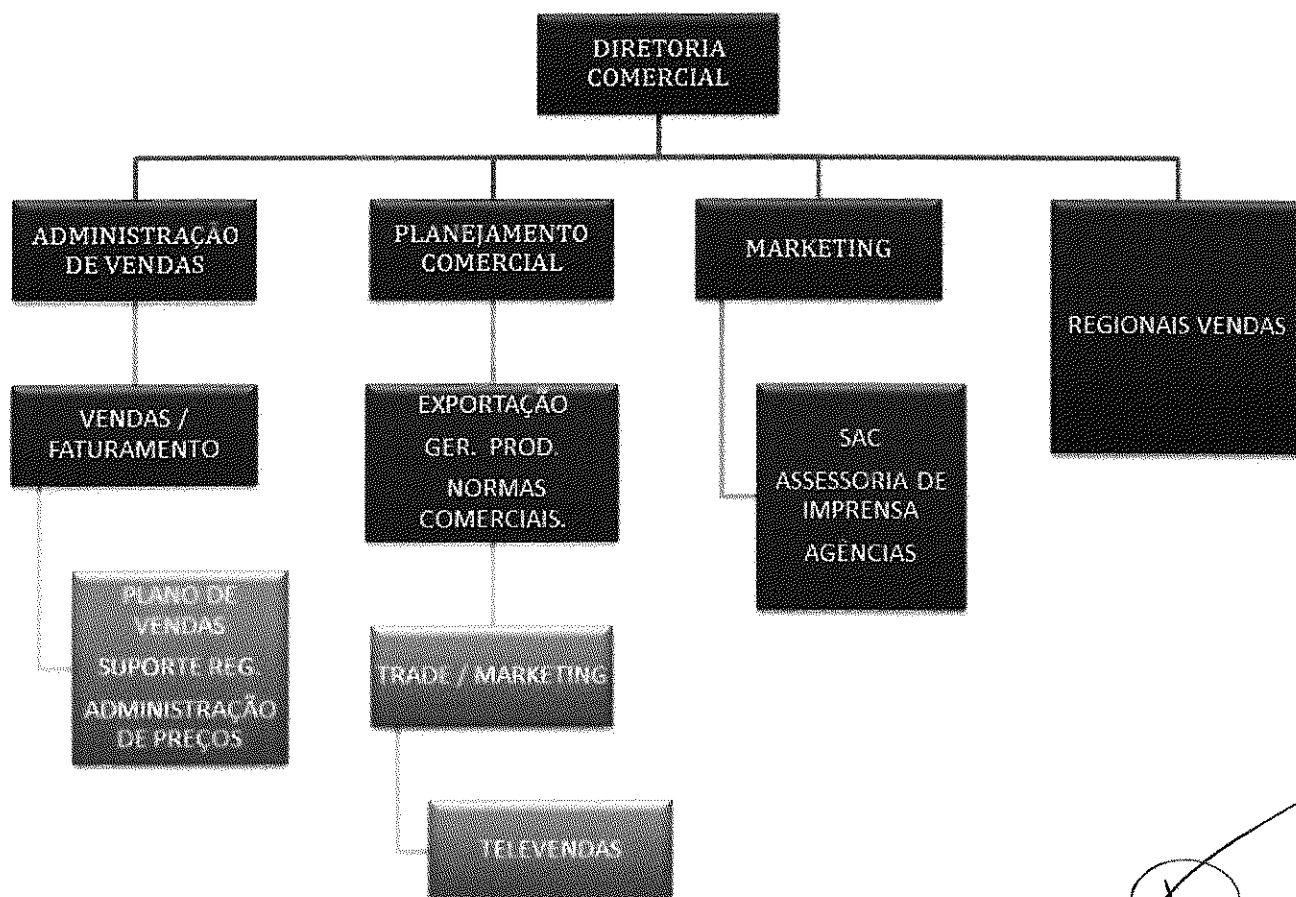 DIRETORIA
COMERCIAL
ADMINISTRAÇÃO
DE VENDAS
PLANEJAMENTO
COMERCIAL
MARKETING
REGIONAIS VENDAS
VENDAS /
FATURAMENTO
EXPORTAÇÃO
GER. PROD.
NORMAS
COMERCIAIS.
SAC
ASSESSORIA DE
IMPRENSA
AGÊNCIAS
PLANO DE
VENDAS
SUPORTE REG.
ADMINISTRAÇÃO
DE PREÇOS
TRADE / MARKETING
TELEVENDAS